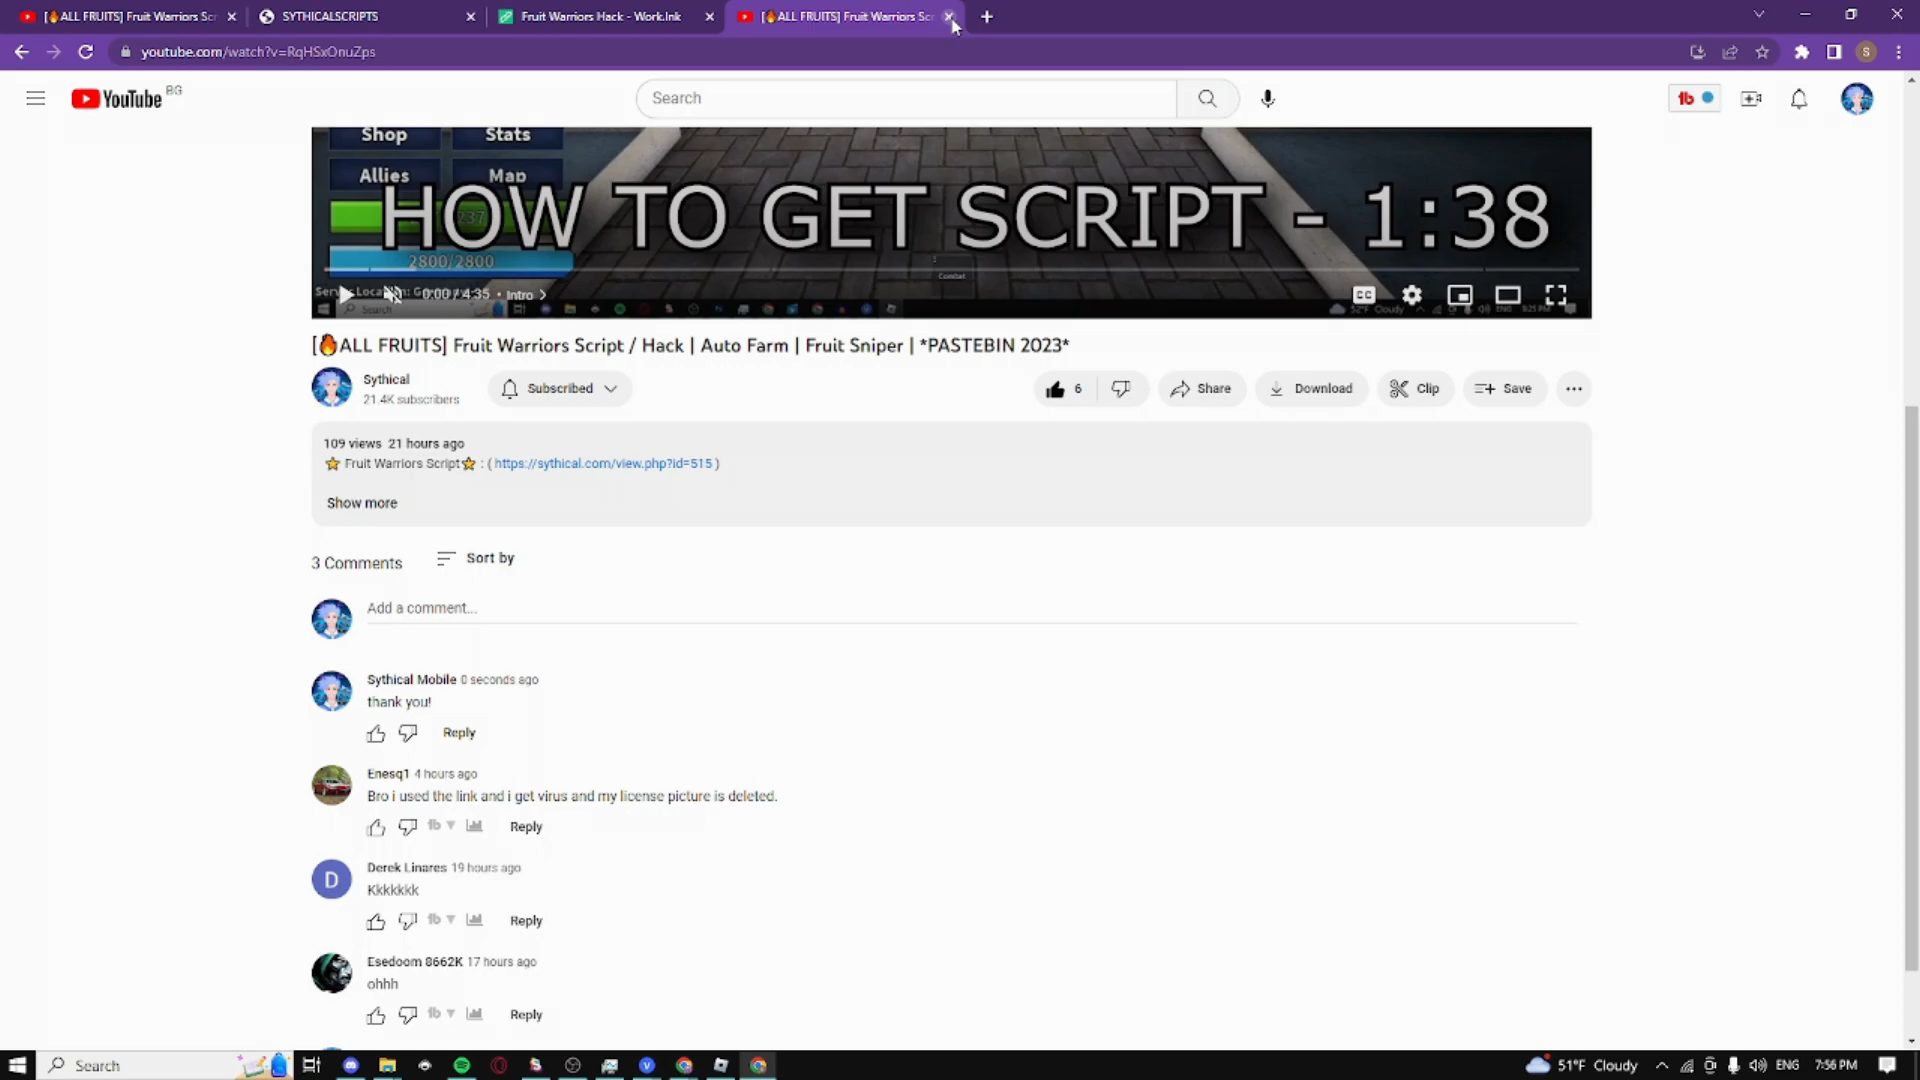 [🔥ALL FRUITS] Fruit Warriors Scr
SYTHICALSCRIPTS
Fruit Warriors Hack - Work.Ink
[🔥ALL FRUITS] Fruit Warriors Scr
youtube.com/watch?v=RqHSxOnuZps
S
YouTube BG
Search
Shop
Stats
Allies
Map
HOW TO GET SCRIPT - 1:38
2800/2800
Combat
0:00 / 4:35 • Intro
CC
Search
[🔥ALL FRUITS] Fruit Warriors Script / Hack | Auto Farm | Fruit Sniper | *PASTEBIN 2023*
Sythical
21.4K subscribers
Subscribed
6
Share
Download
Clip
Save
109 views 21 hours ago
⭐ Fruit Warriors Script⭐ : ( https://sythical.com/view.php?id=515 )
Show more
3 Comments
Sort by
Add a comment...
Sythical Mobile 0 seconds ago
thank you!
Reply
Enesq1 4 hours ago
Bro i used the link and i get virus and my license picture is deleted.
Reply
D
Derek Linares 19 hours ago
Kkkkkkk
Reply
Esedoom 8662K 17 hours ago
ohhh
Reply
Search
51°F Cloudy
ENG
7:56 PM